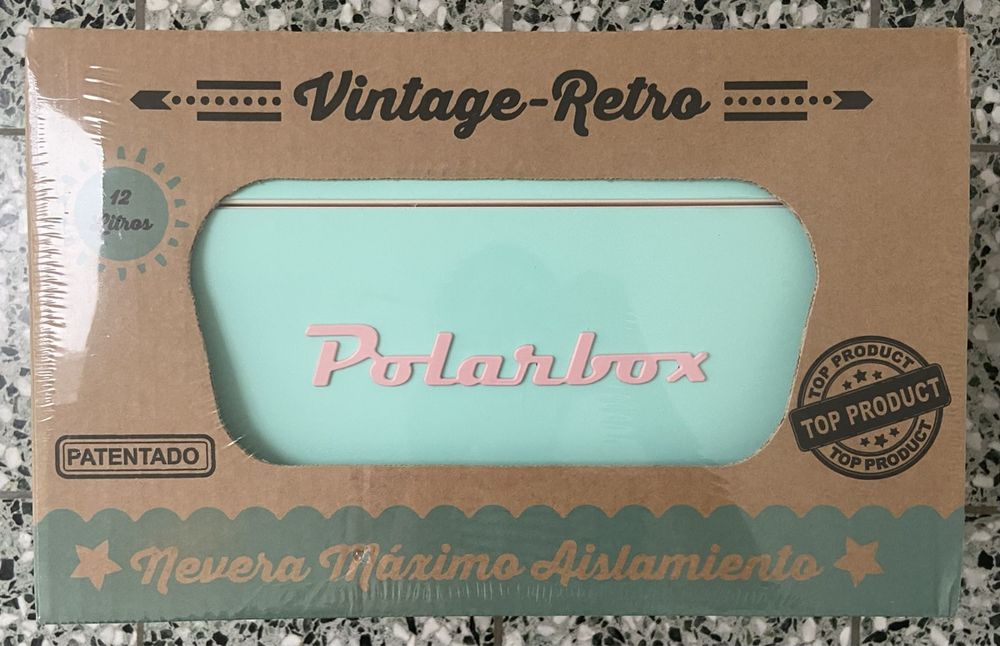 Vintage-Retro
12
Litros
Polarbox
PATENTADO
TOP PRODUCT
TOP PRODUCT
TOP PRODUCT
Nevera Máximo Aislamiento